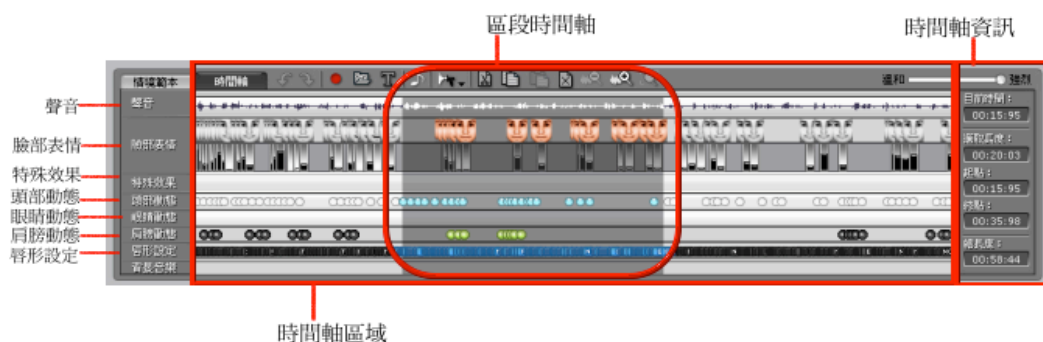 區段時間軸
時間軸資訊
情境範本
時間軸
溫和
強烈
聲音
聲音
臉部表情
臉部表情
特殊效果
特殊效果
頭部動態
頭部動態
眼睛動態
眼睛動態
肩膀動態
肩膀動態
唇形設定
唇形設定
背景音樂
目前時間：
00:15:95
選取長度：
00:20:03
起點：
00:15:95
終點：
00:35:98
總長度：
00:58:44
時間軸區域